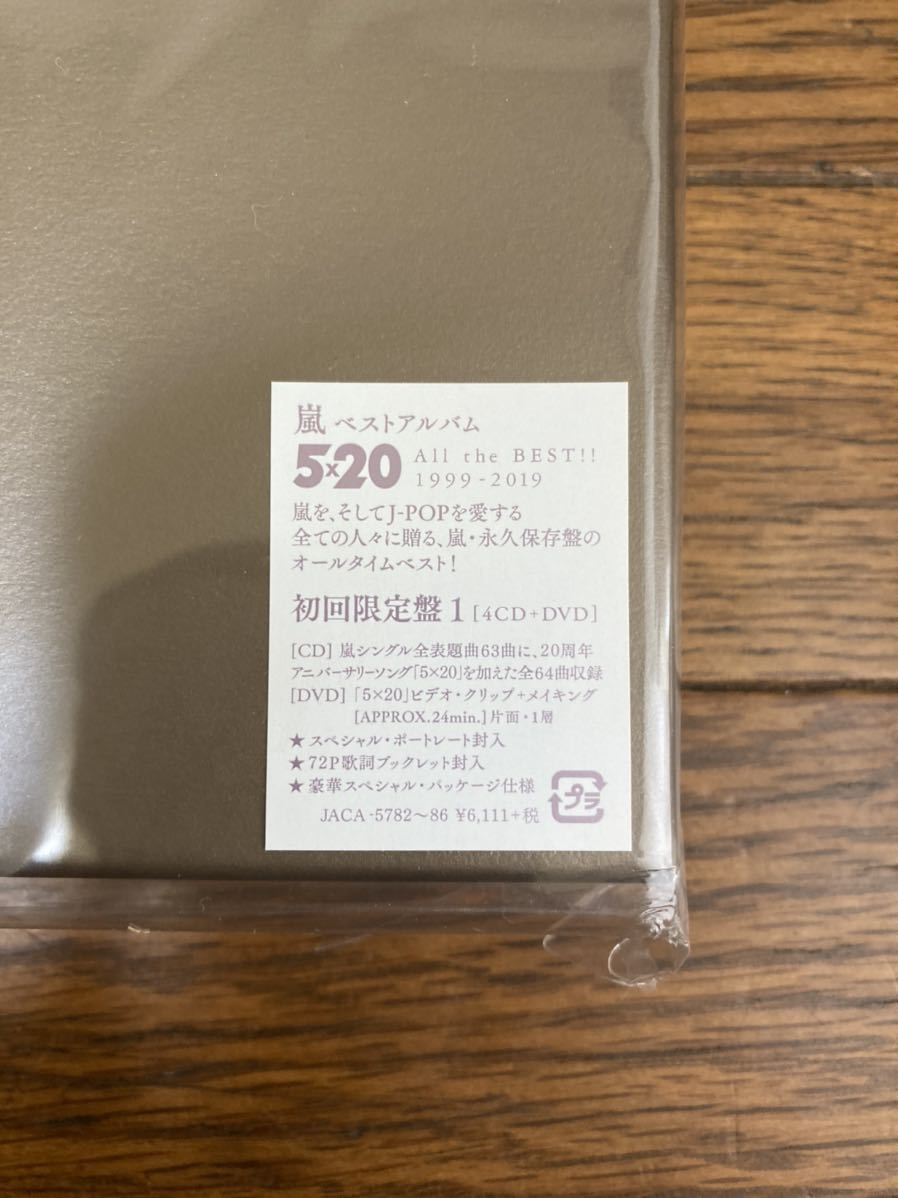 嵐 ベストアルバム
5×20 All the BEST!! 1999-2019
嵐を、そしてJ-POPを愛する
全ての人々に贈る、嵐・永久保存盤の
オールタイムベスト!
初回限定盤1 [4CD+DVD]
[CD] 嵐シングル全表題曲63曲に、20周年
アニバーサリーソング「5×20」を加えた全64曲収録
[DVD] 「5×20」ビデオ・クリップ+メイキング
[APPROX.24min.]片面・1層
★スペシャル・ポートレート封入
★72P歌詞ブックレット封入
★豪華スペシャル・パッケージ仕様
JACA-5782〜86 ¥6,111+税
プラ